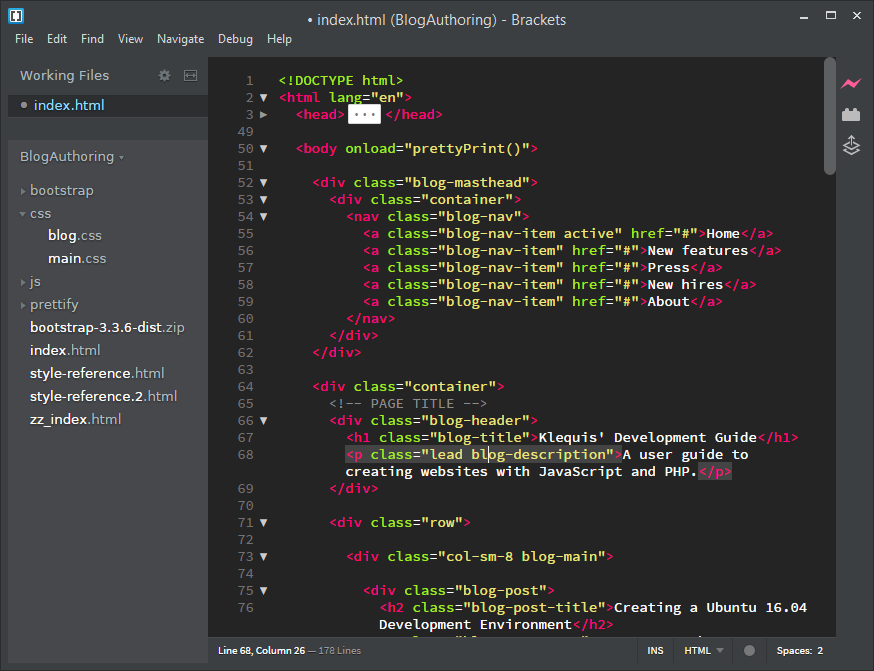 • index.html (BlogAuthoring) - Brackets
File Edit Find View Navigate Debug Help
Working Files
• index.html
BlogAuthoring
bootstrap
css
blog.css
main.css
js
prettify
bootstrap-3.3.6-dist.zip
index.html
style-reference.html
style-reference.2.html
zz_index.html
1 <!DOCTYPE html>
2 <html lang="en">
3 <head> ... </head>
49
50 <body onload="prettyPrint()">
51
52 <div class="blog-masthead">
53 <div class="container">
54 <nav class="blog-nav">
55 <a class="blog-nav-item active" href="#">Home</a>
56 <a class="blog-nav-item" href="#">New features</a>
57 <a class="blog-nav-item" href="#">Press</a>
58 <a class="blog-nav-item" href="#">New hires</a>
59 <a class="blog-nav-item" href="#">About</a>
60 </nav>
61 </div>
62 </div>
63
64 <div class="container">
65 <!-- PAGE TITLE -->
66 <div class="blog-header">
67 <h1 class="blog-title">Klequis' Development Guide</h1>
68 <p class="lead blog-description">A user guide to
creating websites with JavaScript and PHP.</p>
69 </div>
70
71 <div class="row">
72
73 <div class="col-sm-8 blog-main">
74
75 <div class="blog-post">
76 <h2 class="blog-post-title">Creating a Ubuntu 16.04
Development Environment</h2>
Line 68, Column 26 — 178 Lines
INS HTML Spaces: 2